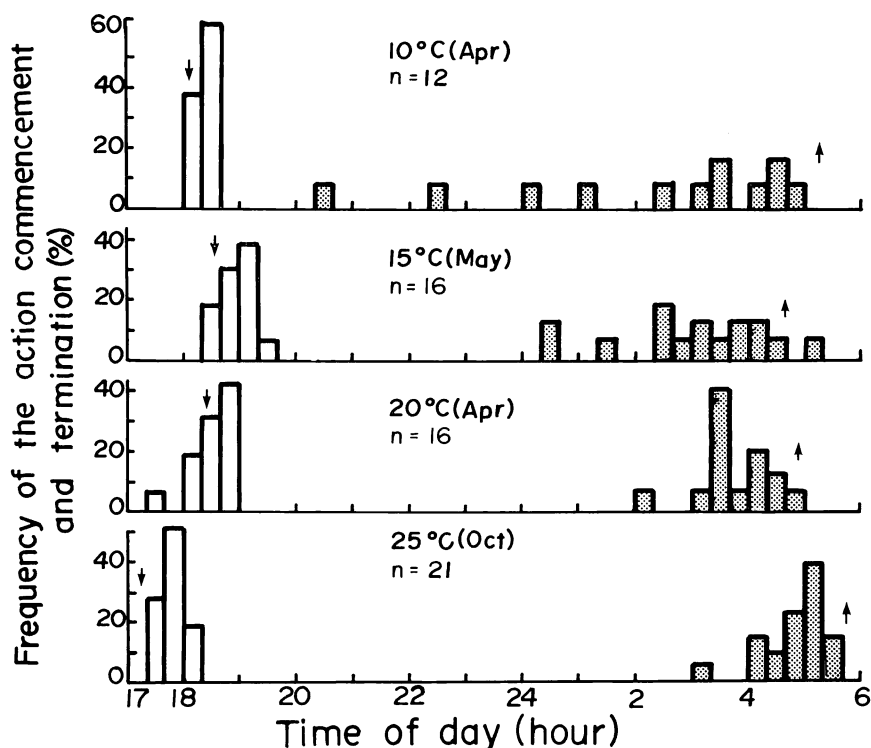 Frequency of the action commencement
and termination (%)
60
40
20
0
10°C (Apr)
n = 12
40
20
0
15°C (May)
n = 16
40
20
0
20°C (Apr)
n = 16
40
20
0
25°C (Oct)
n = 21
17 18 20 22 24 2 4 6
Time of day (hour)